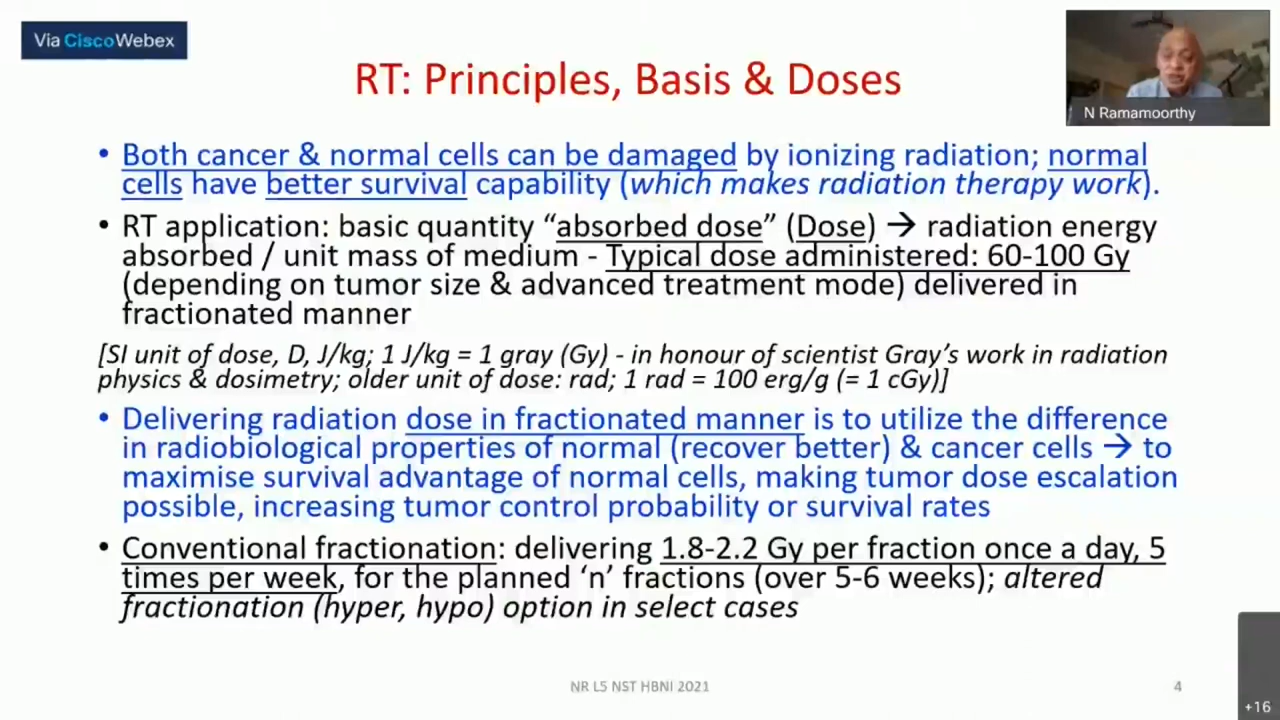 Via CiscoWebex
RT: Principles, Basis & Doses
N Ramamoorthy
• Both cancer & normal cells can be damaged by ionizing radiation; normal
cells have better survival capability (which makes radiation therapy work).
• RT application: basic quantity “absorbed dose” (Dose) → radiation energy
absorbed / unit mass of medium - Typical dose administered: 60-100 Gy
(depending on tumor size & advanced treatment mode) delivered in
fractionated manner
[SI unit of dose, D, J/kg; 1 J/kg = 1 gray (Gy) - in honour of scientist Gray’s work in radiation
physics & dosimetry; older unit of dose: rad; 1 rad = 100 erg/g (= 1 cGy)]
• Delivering radiation dose in fractionated manner is to utilize the difference
in radiobiological properties of normal (recover better) & cancer cells → to
maximise survival advantage of normal cells, making tumor dose escalation
possible, increasing tumor control probability or survival rates
• Conventional fractionation: delivering 1.8-2.2 Gy per fraction once a day, 5
times per week, for the planned ‘n’ fractions (over 5-6 weeks); altered
fractionation (hyper, hypo) option in select cases
NR L5 NST HBNI 2021
4
+16